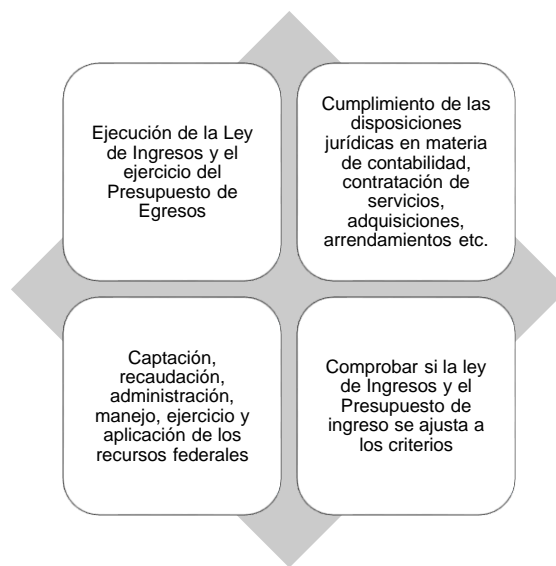 Ejecución de la Ley
de Ingresos y el
ejercicio del
Presupuesto de
Egresos
Cumplimiento de las
disposiciones
jurídicas en materia
de contabilidad,
contratación de
servicios,
adquisiciones,
arrendamientos etc.
Captación,
recaudación,
administración,
manejo, ejercicio y
aplicación de los
recursos federales
Comprobar si la ley
de Ingresos y el
Presupuesto de
ingreso se ajusta a
los criterios